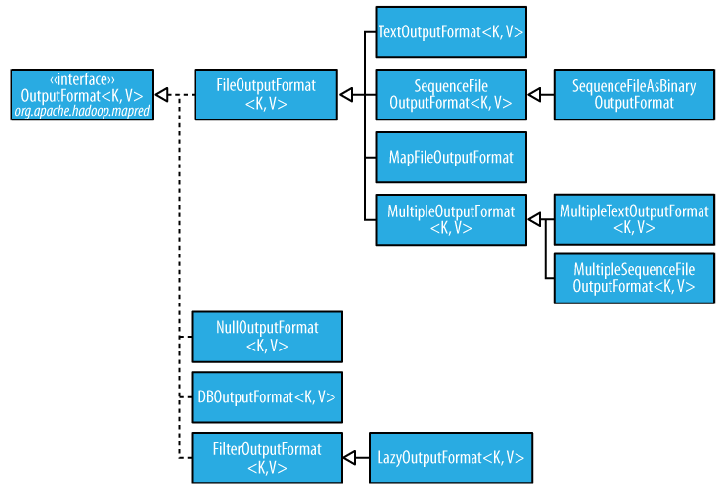 TextOutputFormat<K, V>
‹‹interface››
OutputFormat<K, V>
org.apache.hadoop.mapred
FileOutputFormat
<K, V>
SequenceFile
OutputFormat<K, V>
SequenceFileAsBinary
OutputFormat
MapFileOutputFormat
MultipleOutputFormat
<K, V>
MultipleTextOutputFormat
<K, V>
MultipleSequenceFile
OutputFormat<K, V>
NullOutputFormat
<K, V>
DBOutputFormat<K, V>
FilterOutputFormat
<K,V>
LazyOutputFormat<K, V>